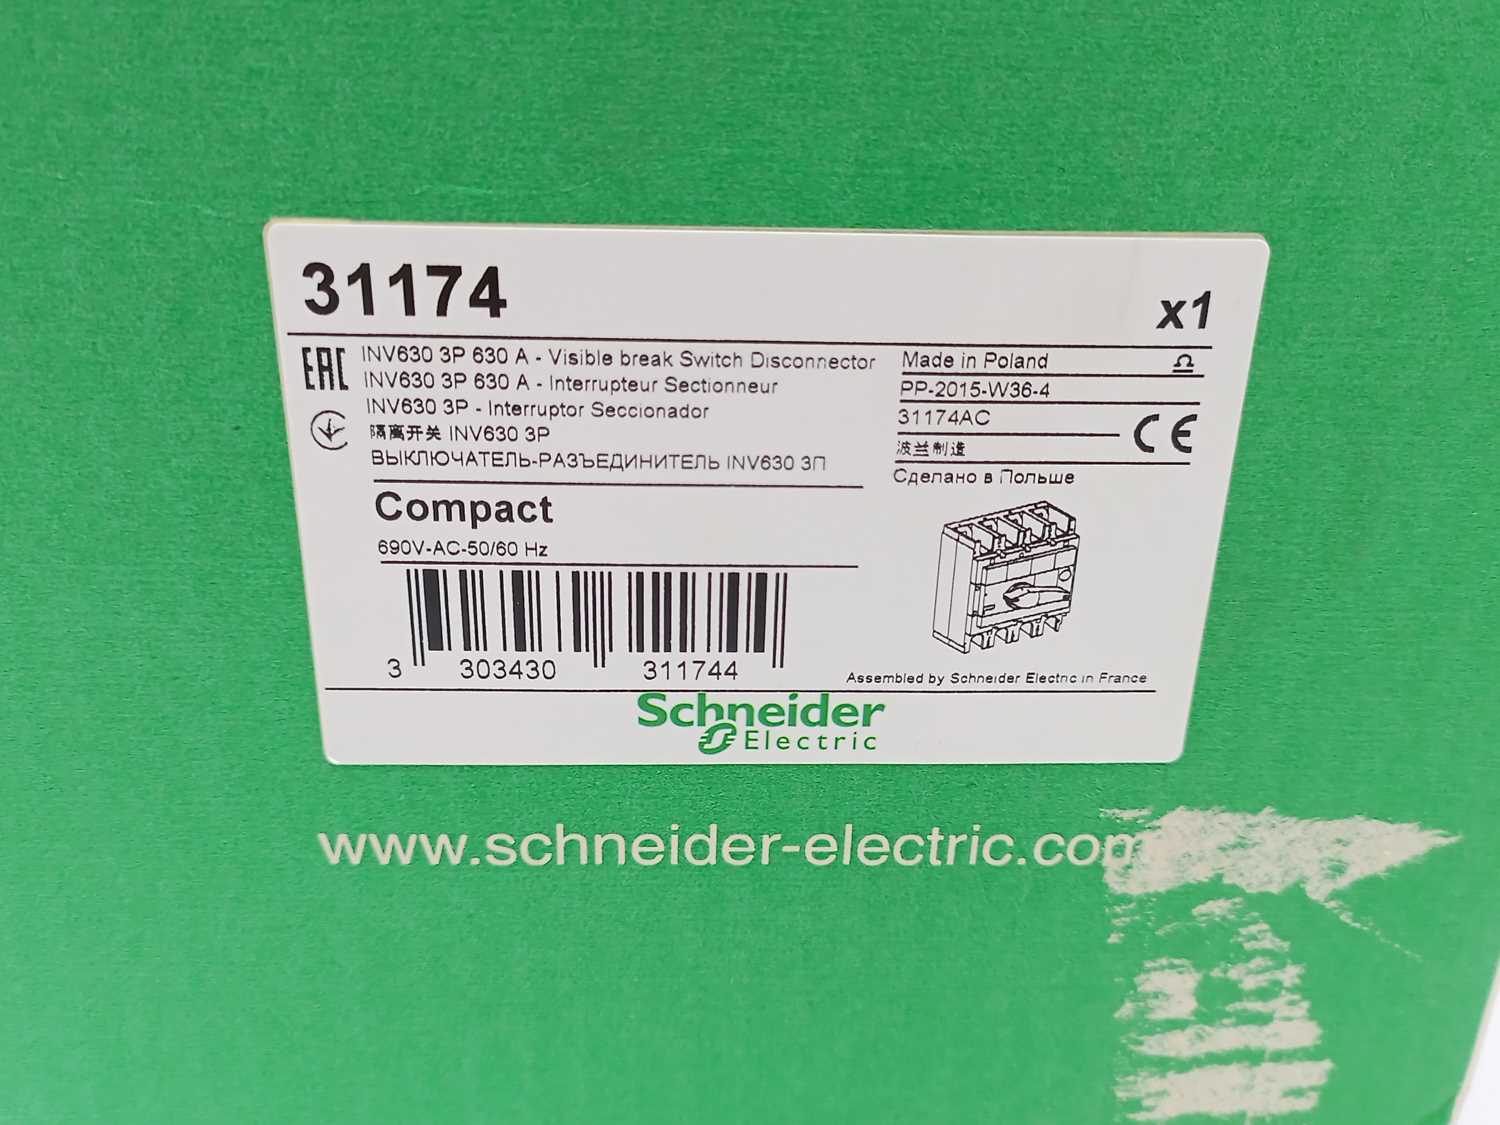 31174
x1
EAC
INV630 3P 630 A - Visible break Switch Disconnector
INV630 3P 630 A - Interrupteur Sectionneur
INV630 3P - Interruptor Seccionador
隔离开关 INV630 3P
ВЫКЛЮЧАТЕЛЬ-РАЗЪЕДИНИТЕЛЬ INV630 3П
Made in Poland
PP-2015-W36-4
31174AC
CE
波兰制造
Сделано в Польше
Compact
690V-AC-50/60 Hz
3 303430 311744
Assembled by Schneider Electric in France
Schneider
Electric
www.schneider-electric.com